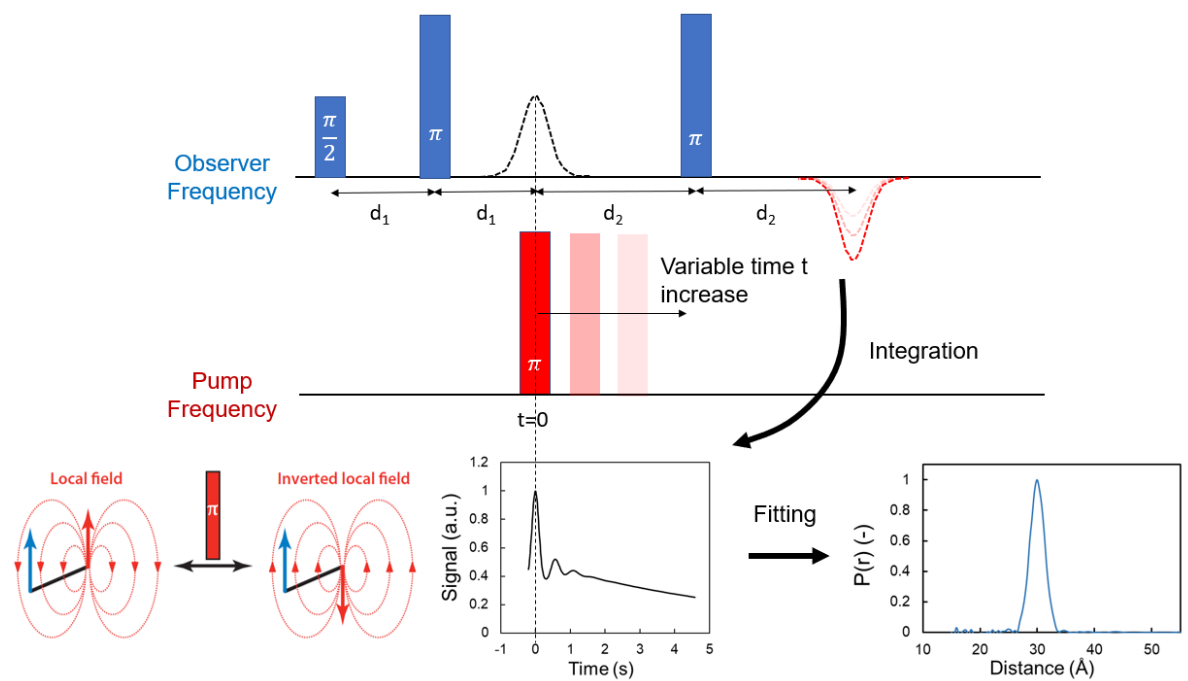 π/2
π
π
Observer
Frequency
d₁
d₁
d₂
d₂
Variable time t
increase
π
Integration
Pump
Frequency
t=0
Local field
π
Inverted local field
Signal (a.u.)
1.2
1
0.8
0.6
0.4
0.2
0
-1 0 1 2 3 4 5
Time (s)
Fitting
P(r) (-)
1
0.8
0.6
0.4
0.2
0
10 20 30 40 50
Distance (Å)